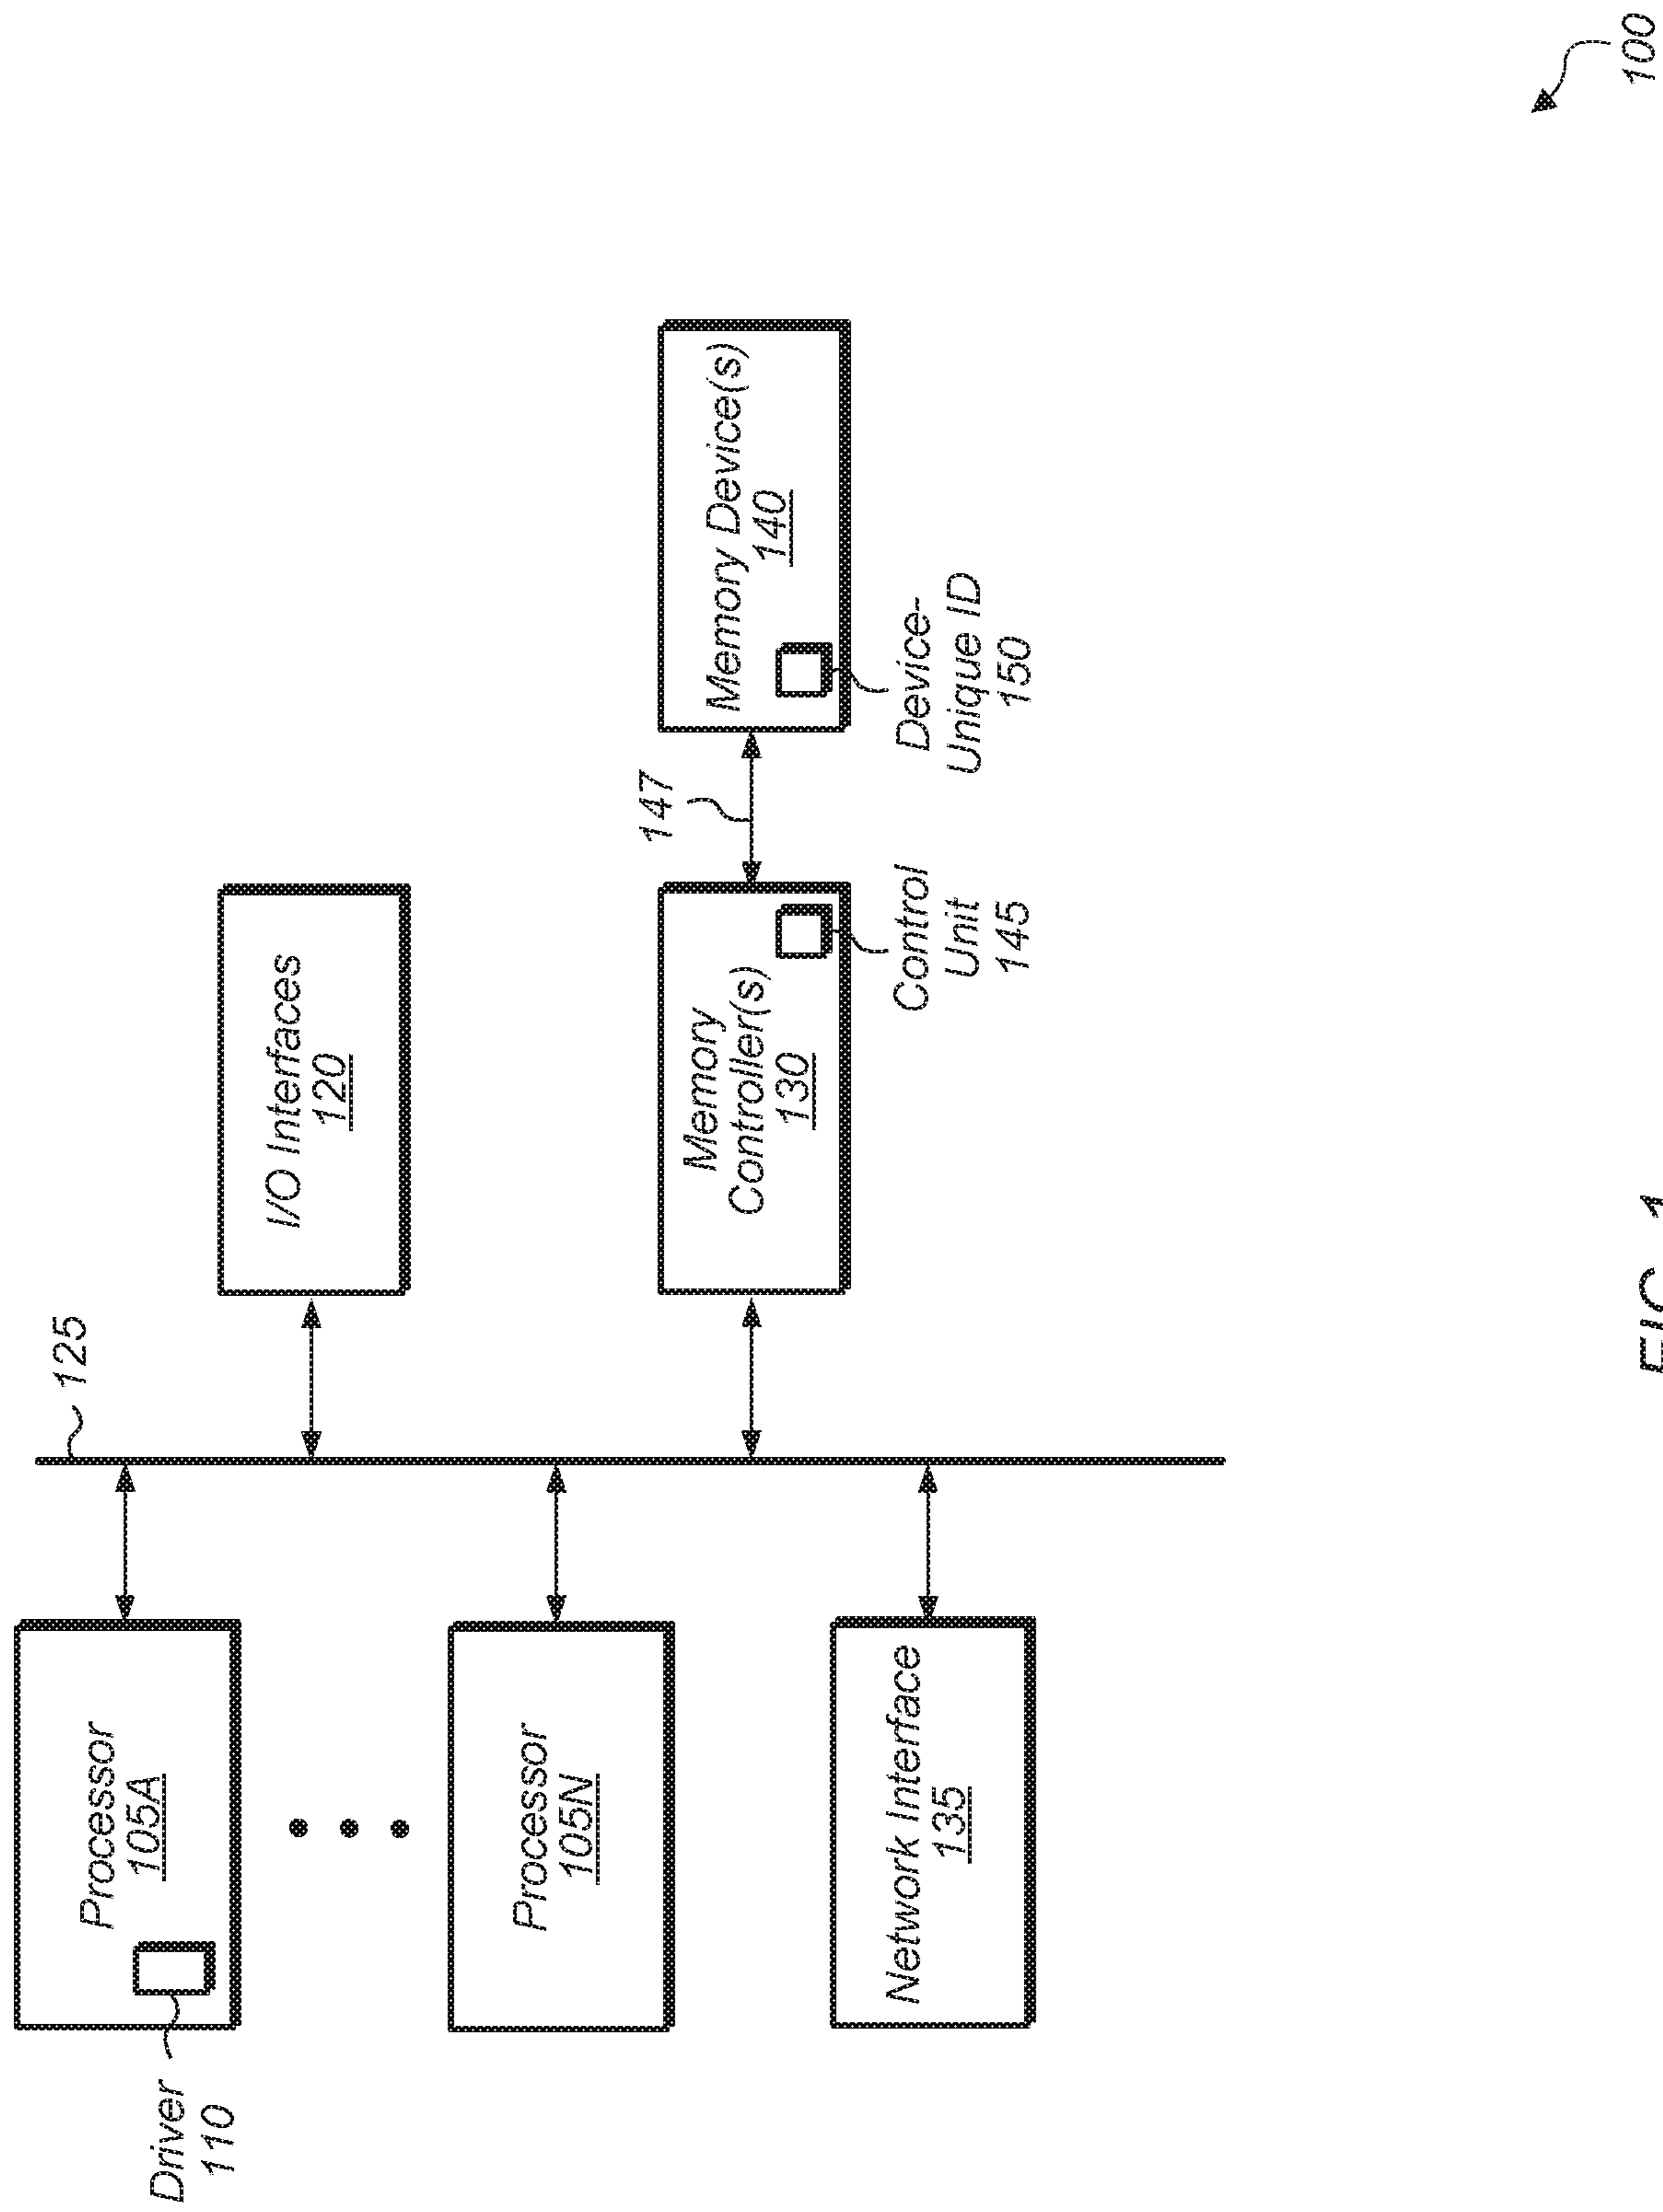 100
125
Processor
105A
Driver
110
I/O Interfaces
120
Processor
105N
Memory
Controller(s)
130
Control
Unit
145
147
Memory Device(s)
140
Device-
Unique ID
150
Network Interface
135